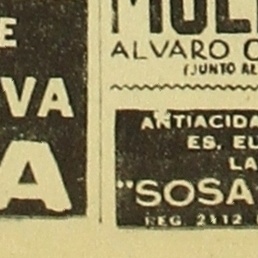 E
VA
A
ALVARO
(JUNTO AL
ANTIACIDA
ES, EL
LA
"SOSA
REG. 2112